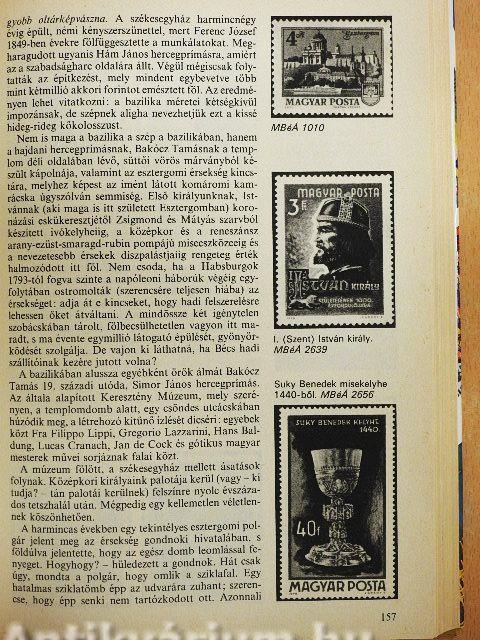 gyobb oltárképvászna. A székesegyház harmincnégy
évig épült, némi kényszerszünettel, mert Ferenc József
1849-ben évekre fölfüggesztette a munkálatokat. Meg-
haragudott ugyanis Hám János hercegprímásra, amiért
az a szabadságharc oldalára állt. Végül mégiscsak foly-
tatták az építkezést, mely mindent egybevetve több
mint kétmillió akkori forintot emésztett föl. Az eredmé-
nyen lehet vitatkozni: a bazilika méretei kétségkívül
impozánsak, de szépnek aligha nevezhetjük ezt a kissé
hideg-rideg kőkolosszust.
Nem is maga a bazilika a szép a bazilikában, hanem
a hajdani hercegprímásnak, Bakócz Tamásnak a temp-
lom déli oldalában lévő, süttői vörös márványból ké-
szült kápolnája, valamint az esztergomi érsekség kincs-
tára, melyhez képest az imént látott komáromi kam-
rácska úgyszólván semmiség. Első királyunknak, Ist-
vánnak (aki maga is itt született Esztergomban) koro-
názási eskükeresztjétől Zsigmond és Mátyás szarvból
készített ivókelyheiig, a középkor és a reneszánsz
arany-ezüst-smaragd-rubin pompájú miseeszközeiig és
a nevezetesebb érsekek díszpalástjaiig rengeteg érték
halmozódott itt föl. Nem csoda, ha a Habsburgok
1793-tól fogva szinte a napóleoni háborúk végéig egy-
folytában ostromolták (szerencsére teljesen hiába) az
érsekséget: adja át e kincseket, hogy hadi felszerelésre
lehessen őket átváltani. A mindössze két igénytelen
szobácskában tárolt, fölbecsülhetetlen vagyon itt ma-
radt, s ma évente egymillió látogató épülését, gyönyör-
ködését szolgálja. De vajon ki láthatná, ha Bécs hadi
szállítóinak kezére jutott volna?
A bazilikában alussza egyébként örök álmát Bakócz
Tamás 19. századi utóda, Simor János hercegprímás.
Az általa alapított Keresztény Múzeum, mely szeré-
nyen, a templomdomb alatt, egy csöndes utcácskában
húzódik meg, a létrehozó kitűnő ízlését dicséri: egyebek
közt Fra Filippo Lippi, Gregorio Lazzarini, Hans Bal-
dung, Lucas Cranach, Jan de Cock és gótikus magyar
mesterek művei sorjáznak falai közt.
A múzeum fölött, a székesegyház mellett ásatások
folynak. Középkori királyaink palotája kerül (vagy – ki
tudja? – tán palotái kerülnek) felszínre nyolc évszáza-
dos tetszhalál után. Mégpedig egy kellemetlen véletlen-
nek köszönhetően.
A harmincas években egy tekintélyes esztergomi pol-
gár jelent meg az érsekség gondnoki hivatalában, s
földúlva jelentette, hogy az egész domb leomlással fe-
nyeget. Hogyhogy? – hüledezett a gondnok. Hát csak
úgy, mondta a polgár, hogy omlik a sziklafal. Egy
hatalmas sziklatömb épp az udvarára zuhant; szeren-
cse, hogy épp senki nem tartózkodott ott. Azonnali
4 Ft
Esztergom
MAGYAR POSTA
MBéÁ 1010
MAGYAR POSTA
3 Ft
I. ISTVÁN KIRÁLY
SZÜLETÉSÉNEK 1000.
ÉVFORDULÓJA
I. (Szent) István király.
MBéÁ 2639
Suky Benedek misekelyhe
1440-ből. MBéÁ 2656
SUKY BENEDEK KELYHE
1440
40 f
MAGYAR POSTA
157